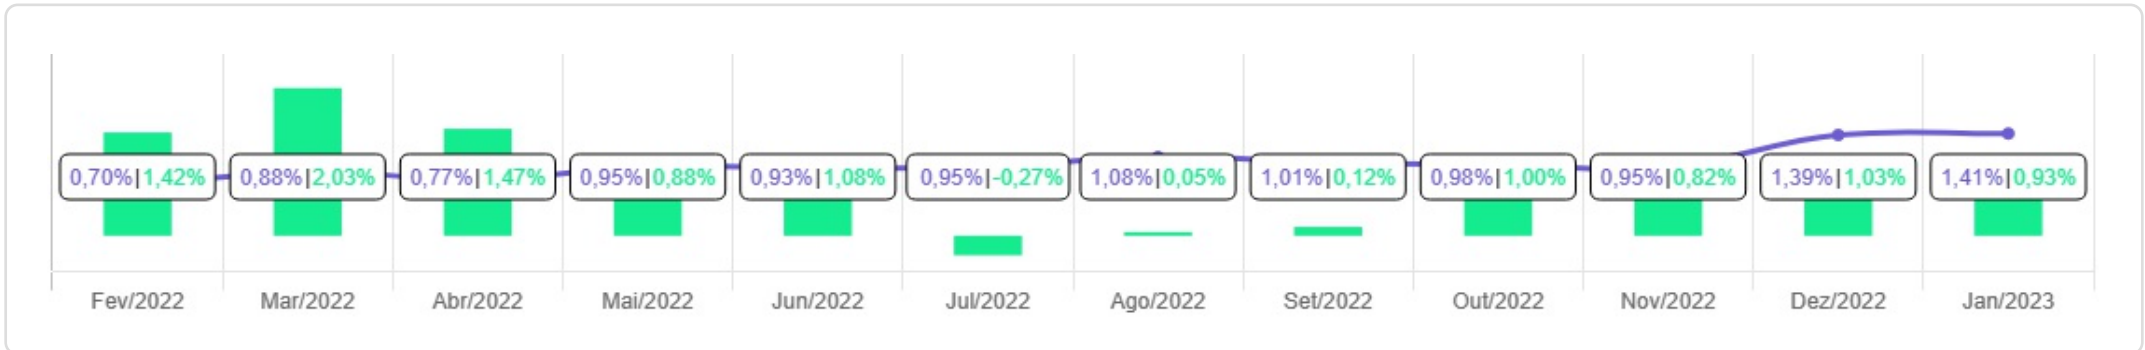 0,70%|1,42% 0,88%|2,03% 0,77%|1,47% 0,95%|0,88% 0,93%|1,08% 0,95%|-0,27% 1,08%|0,05% 1,01%|0,12% 0,98%|1,00% 0,95%|0,82% 1,39%|1,03% 1,41%|0,93%
Fev/2022 Mar/2022 Abr/2022 Mai/2022 Jun/2022 Jul/2022 Ago/2022 Set/2022 Out/2022 Nov/2022 Dez/2022 Jan/2023